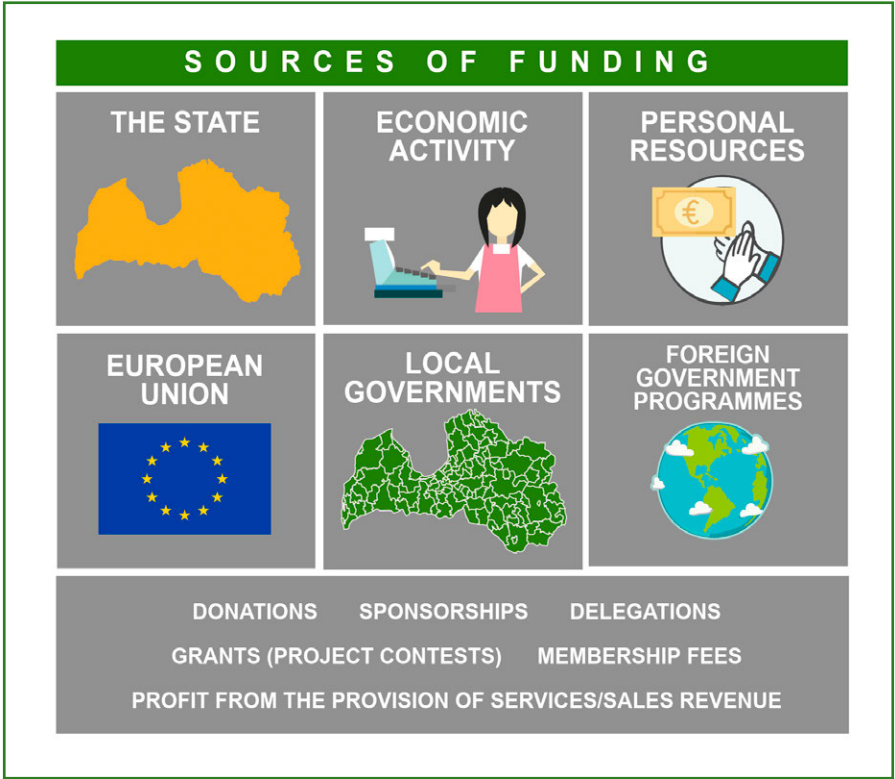 SOURCES OF FUNDING
THE STATE
ECONOMIC
ACTIVITY
PERSONAL
RESOURCES
€
EUROPEAN
UNION
LOCAL
GOVERNMENTS
FOREIGN
GOVERNMENT
PROGRAMMES
DONATIONS SPONSORSHIPS DELEGATIONS
GRANTS (PROJECT CONTESTS) MEMBERSHIP FEES
PROFIT FROM THE PROVISION OF SERVICES/SALES REVENUE